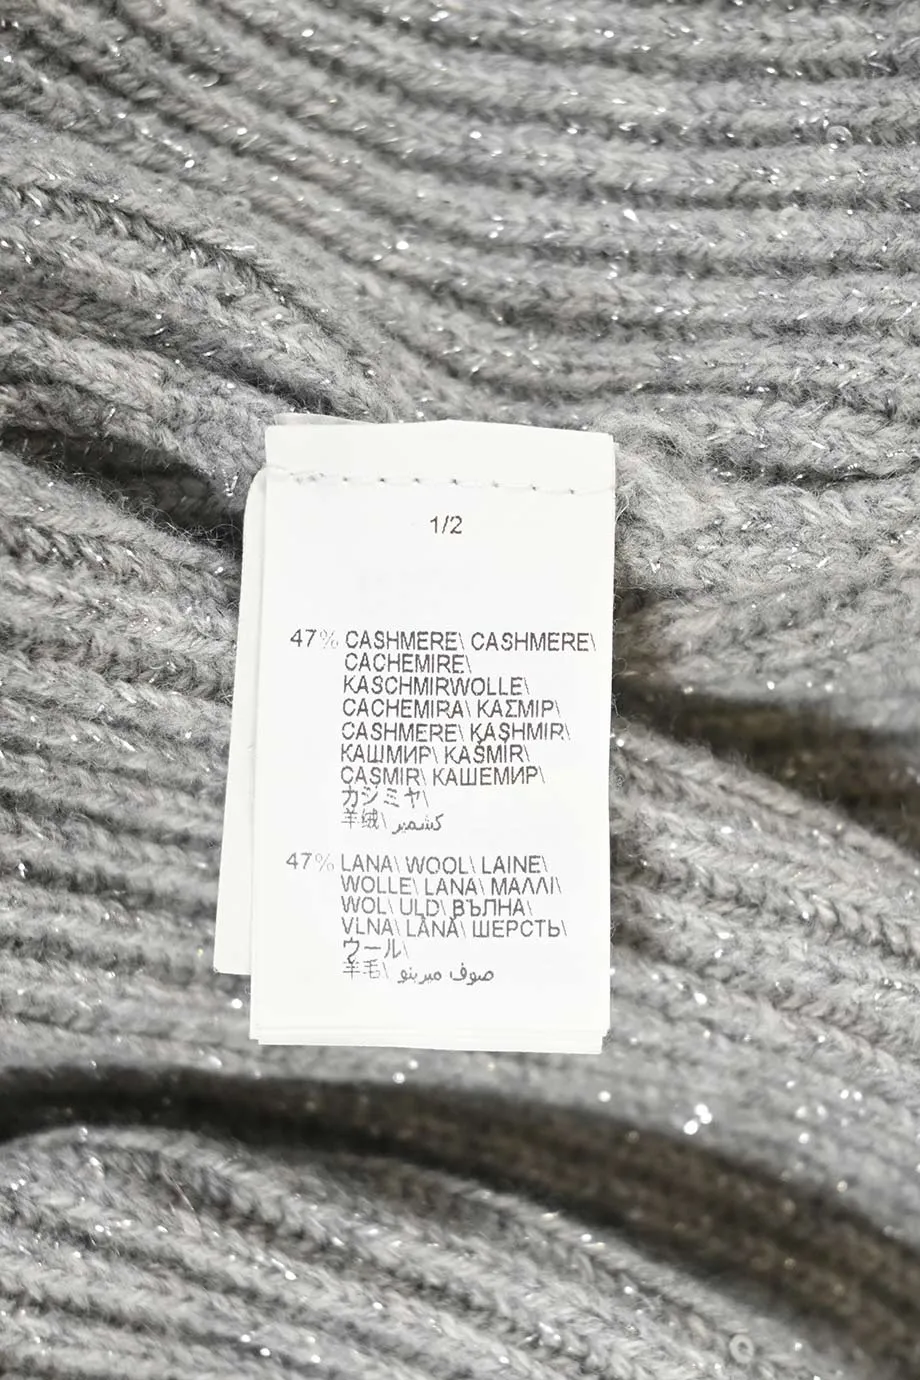 1/2
47% CASHMERE\ CASHMERE\
CACHEMIRE\
KASCHMIRWOLLE\
CACHEMIRA\ ΚΑΣΜΙΡ\
CASHMERE\ KAŞHMIR\
КАШМИР\ KAŠMIR\
CAŞMIR\ КАШЕМИР\
カシミヤ\
羊绒\ كشمير
47% LANA\ WOOL\ LAINE\
WOLLE\ LANA\ ΜΑΛΛΙ\
WOL\ ULD\ ВЪЛНА\
VLNA\ LÂNĂ\ ШЕРСТЬ\
ウール\
羊毛\ صوف ميرينو